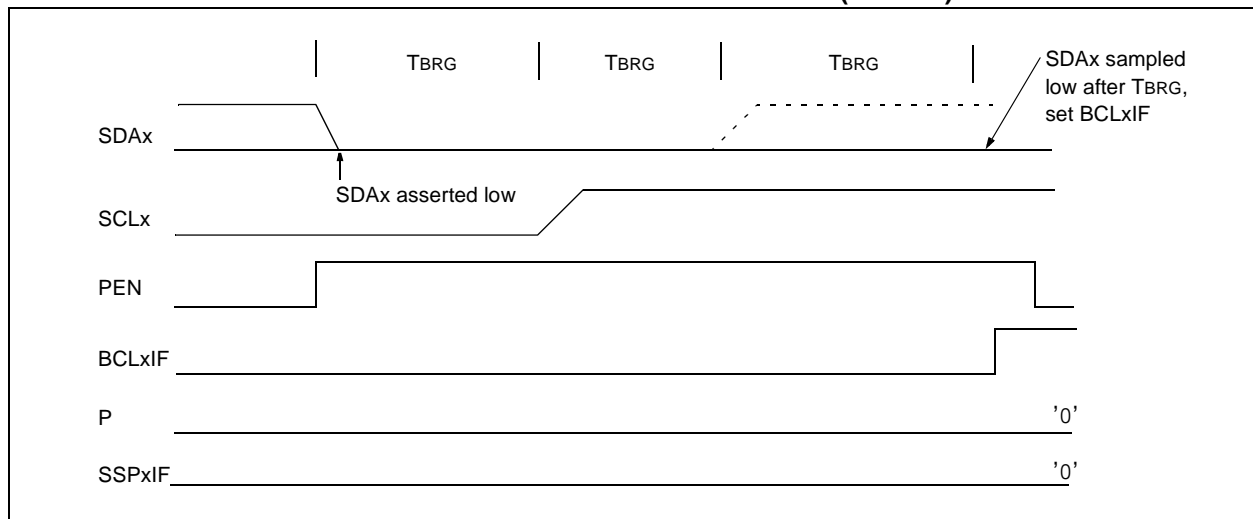 TBRG TBRG TBRG
SDAx sampled
low after TBRG,
set BCLxIF
SDAx
SDAx asserted low
SCLx
PEN
BCLxIF
P '0'
SSPxIF '0'